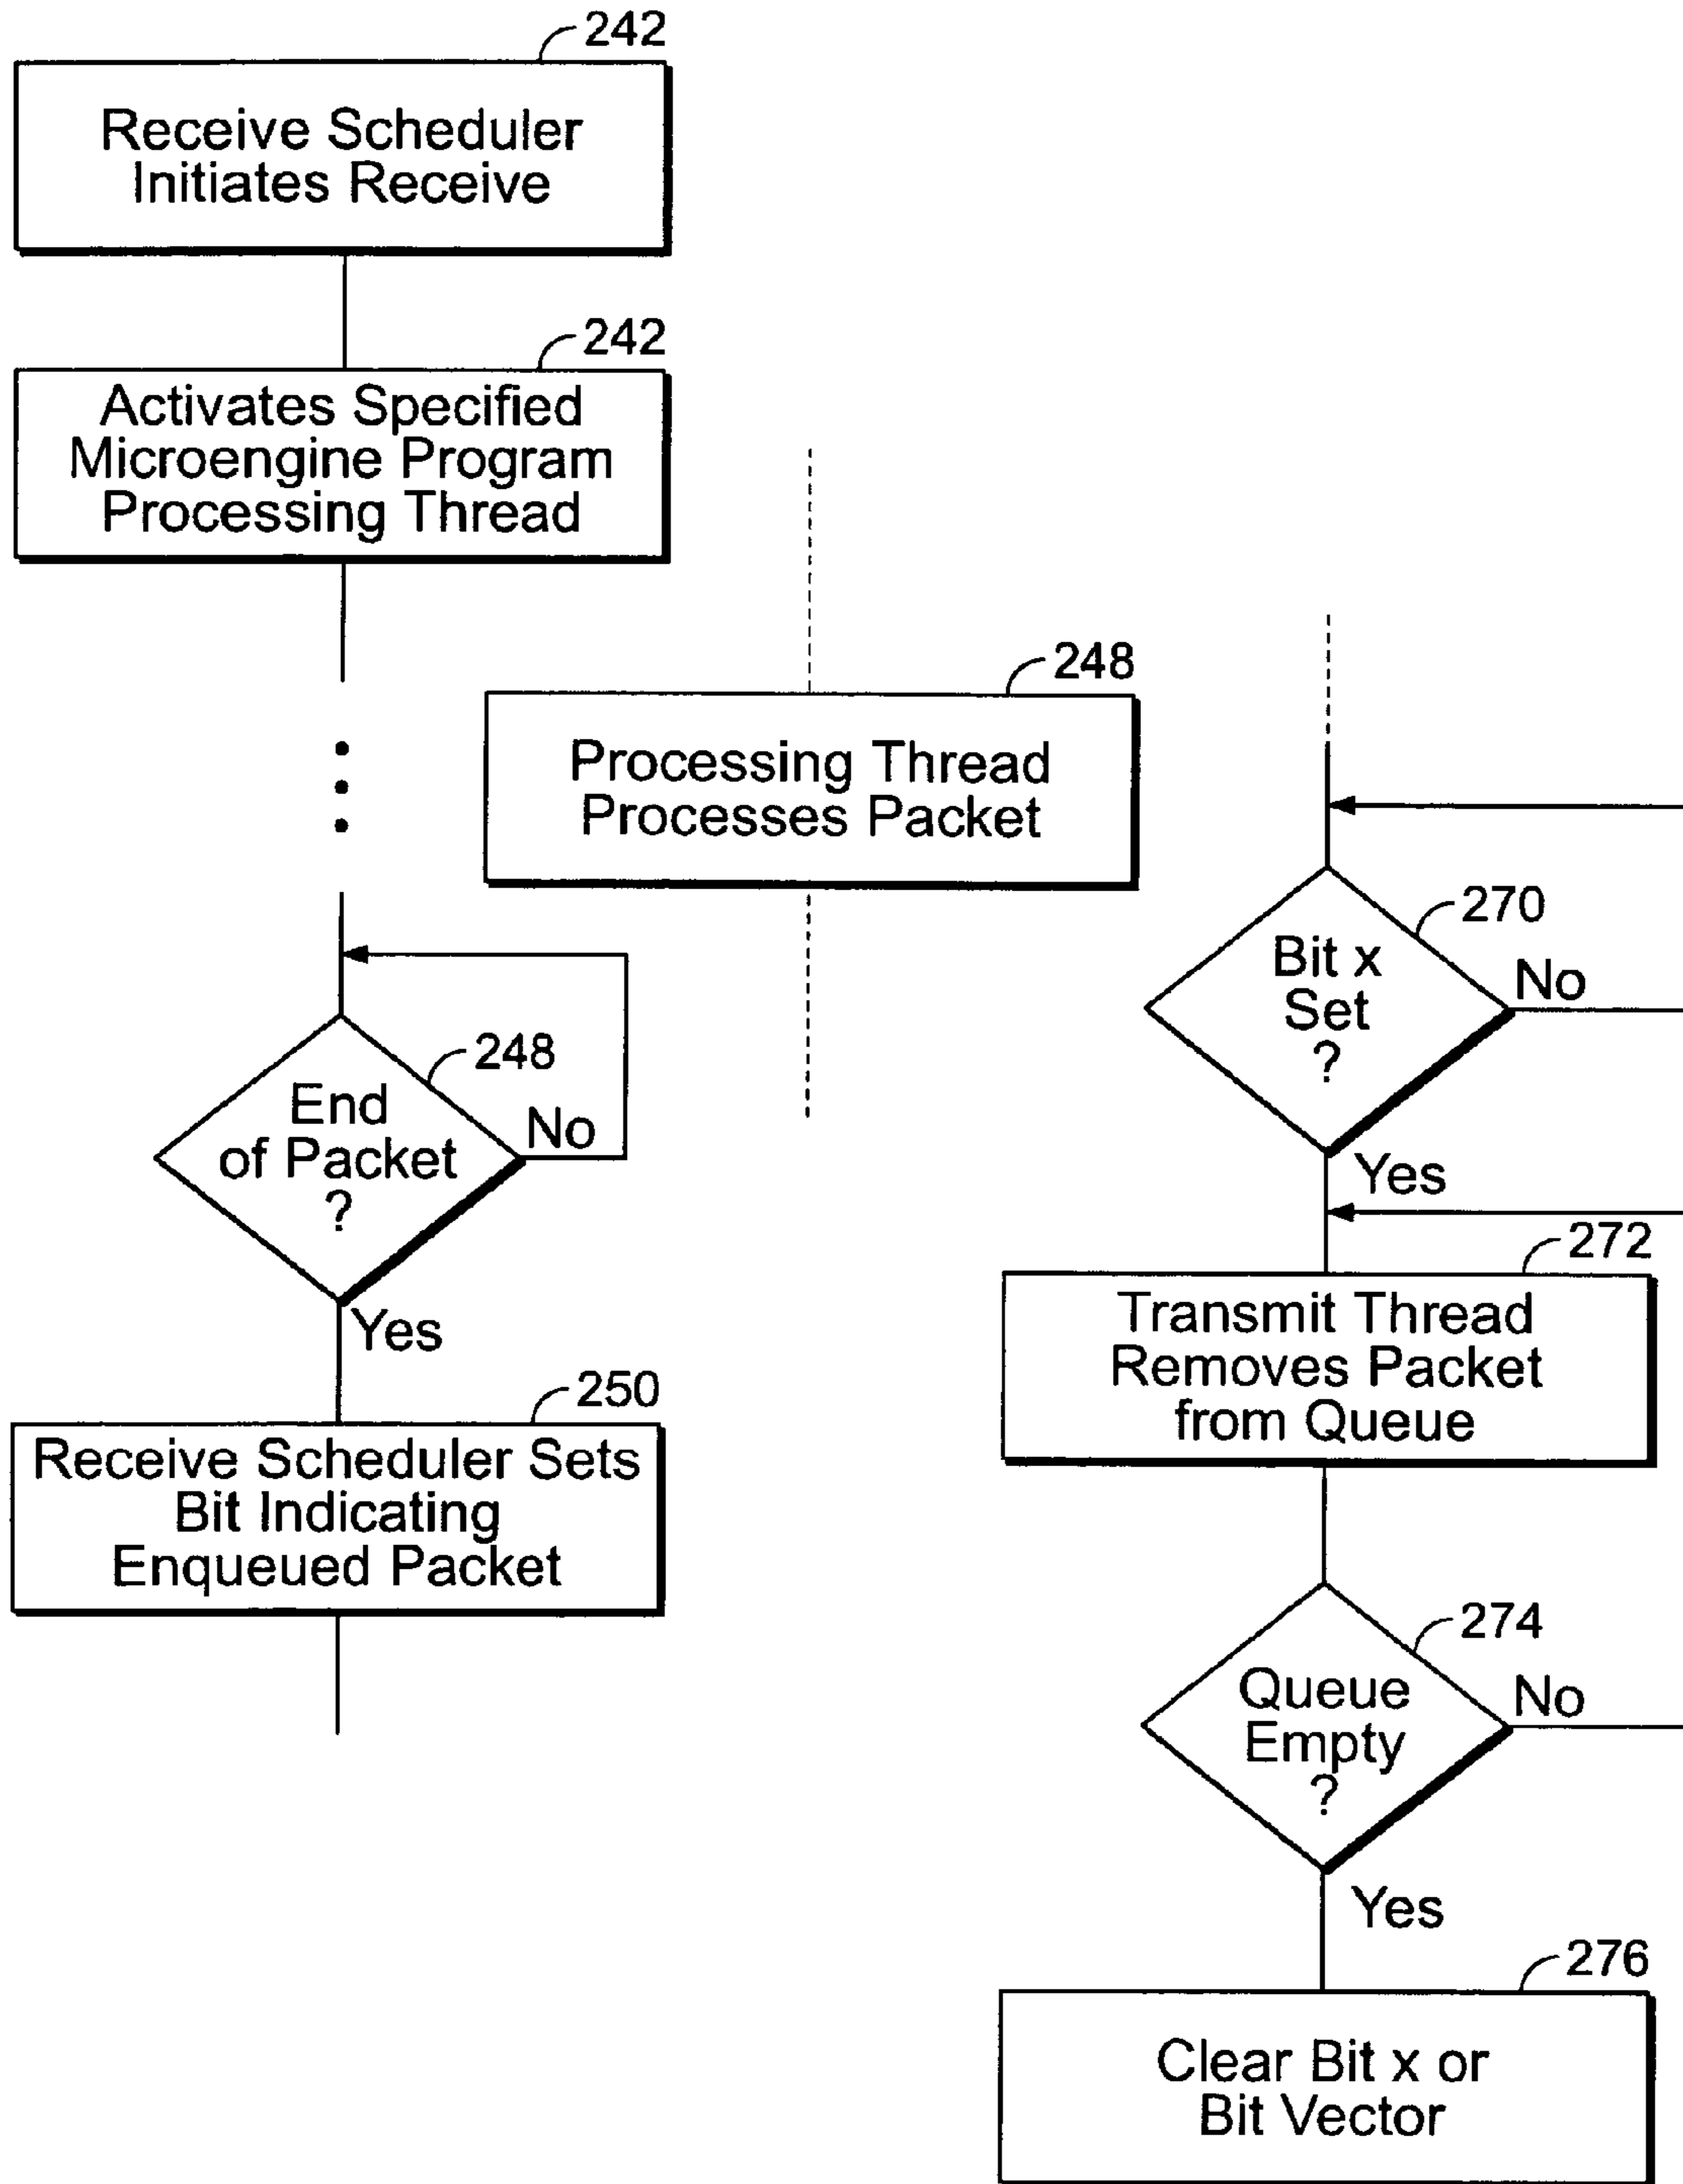 242
Receive Scheduler
Initiates Receive
242
Activates Specified
Microengine Program
Processing Thread
248
Processing Thread
Processes Packet
248
End
of Packet
?
No
Yes
250
Receive Scheduler Sets
Bit Indicating
Enqueued Packet
270
Bit x
Set
?
No
Yes
272
Transmit Thread
Removes Packet
from Queue
274
Queue
Empty
?
No
Yes
276
Clear Bit x or
Bit Vector